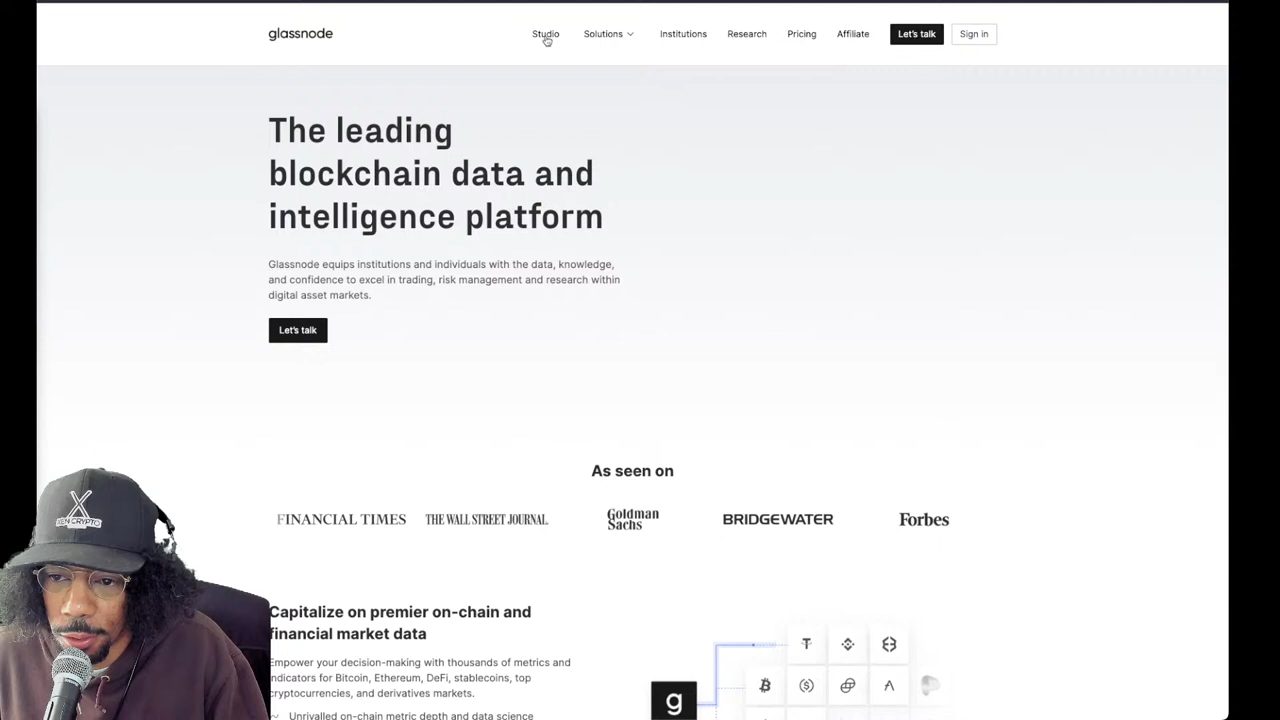 glassnode
Studio
Solutions
Institutions
Research
Pricing
Affiliate
Let's talk
Sign in
The leading
blockchain data and
intelligence platform
Glassnode equips institutions and individuals with the data, knowledge,
and confidence to excel in trading, risk management and research within
digital asset markets.
Let's talk
As seen on
FINANCIAL TIMES
THE WALL STREET JOURNAL.
Goldman
Sachs
BRIDGEWATER
Forbes
Capitalize on premier on-chain and
financial market data
Empower your decision-making with thousands of metrics and
indicators for Bitcoin, Ethereum, DeFi, stablecoins, top
cryptocurrencies, and derivatives markets.
Unrivalled on-chain metric depth and data science
g
X
CRYPTO